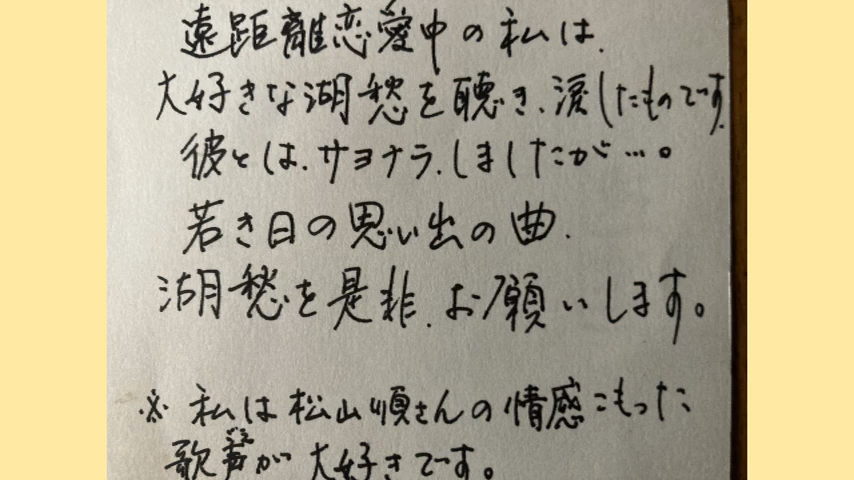 遠距離恋愛中の私は、
大好きな湖愁を聴き、涙したものです。
彼とは、サヨナラ、しましたが…。
若き日の思い出の曲、
湖愁を是非、お願いします。
※ 私は松山順さんの情感こもった
歌声(ごえ)が大好きです。